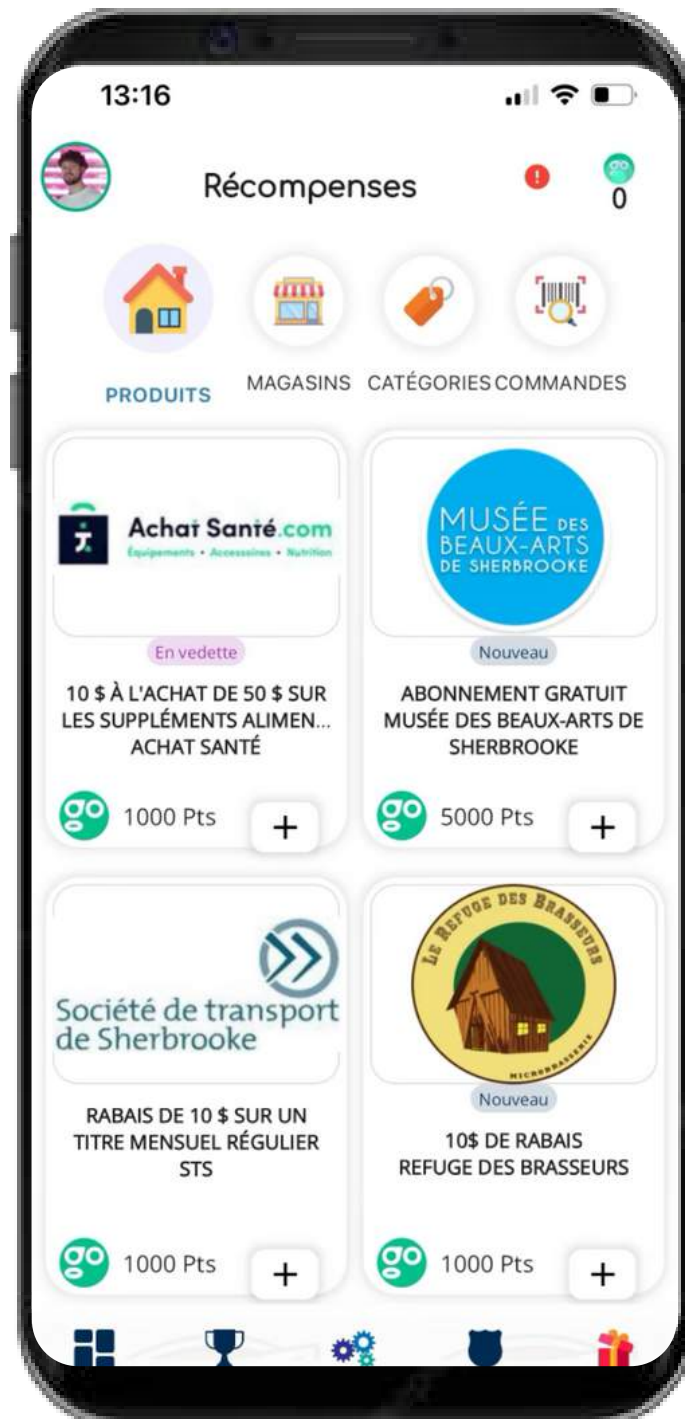 13:16
Récompenses
!
0
PRODUITS
MAGASINS
CATÉGORIES
COMMANDES
Achat Santé.com
Équipements • Accessoires • Nutrition
En vedette
10 $ À L'ACHAT DE 50 $ SUR
LES SUPPLÉMENTS ALIMEN...
ACHAT SANTÉ
go
1000 Pts
+
MUSÉE DES
BEAUX-ARTS
DE SHERBROOKE
Nouveau
ABONNEMENT GRATUIT
MUSÉE DES BEAUX-ARTS DE
SHERBROOKE
go
5000 Pts
+
Société de transport
de Sherbrooke
RABAIS DE 10 $ SUR UN
TITRE MENSUEL RÉGULIER
STS
go
1000 Pts
+
LE REFUGE DES BRASSEURS
MICROBRASSERIE
Nouveau
10$ DE RABAIS
REFUGE DES BRASSEURS
go
1000 Pts
+